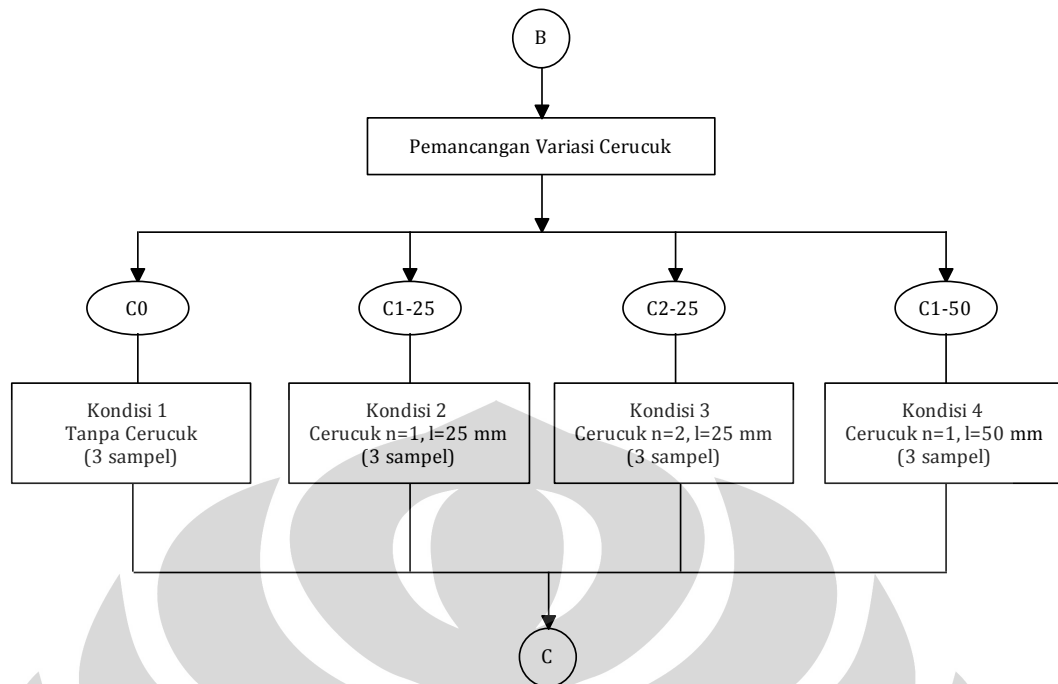 B
Pemancangan Variasi Cerucuk
C0
C1-25
C2-25
C1-50
Kondisi 1
Tanpa Cerucuk
(3 sampel)
Kondisi 2
Cerucuk n=1, l=25 mm
(3 sampel)
Kondisi 3
Cerucuk n=2, l=25 mm
(3 sampel)
Kondisi 4
Cerucuk n=1, l=50 mm
(3 sampel)
C